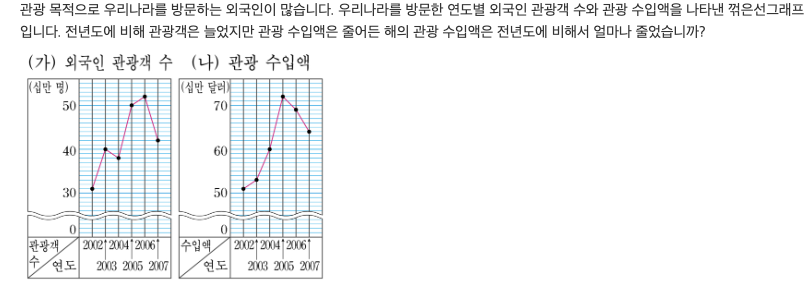 관광 목적으로 우리나라를 방문하는 외국인이 많습니다. 우리나라를 방문한 연도별 외국인 관광객 수와 관광 수입액을 나타낸 꺾은선그래프
입니다. 전년도에 비해 관광객은 늘었지만 관광 수입액은 줄어든 해의 관광 수입액은 전년도에 비해서 얼마나 줄었습니까?
(가) 외국인 관광객 수
(십만 명)
50
40
30
0
관광객 수
연도
2002 2004 2006
2003 2005 2007
(나) 관광 수입액
(십만 달러)
70
60
50
0
수입액
연도
2002 2004 2006
2003 2005 2007